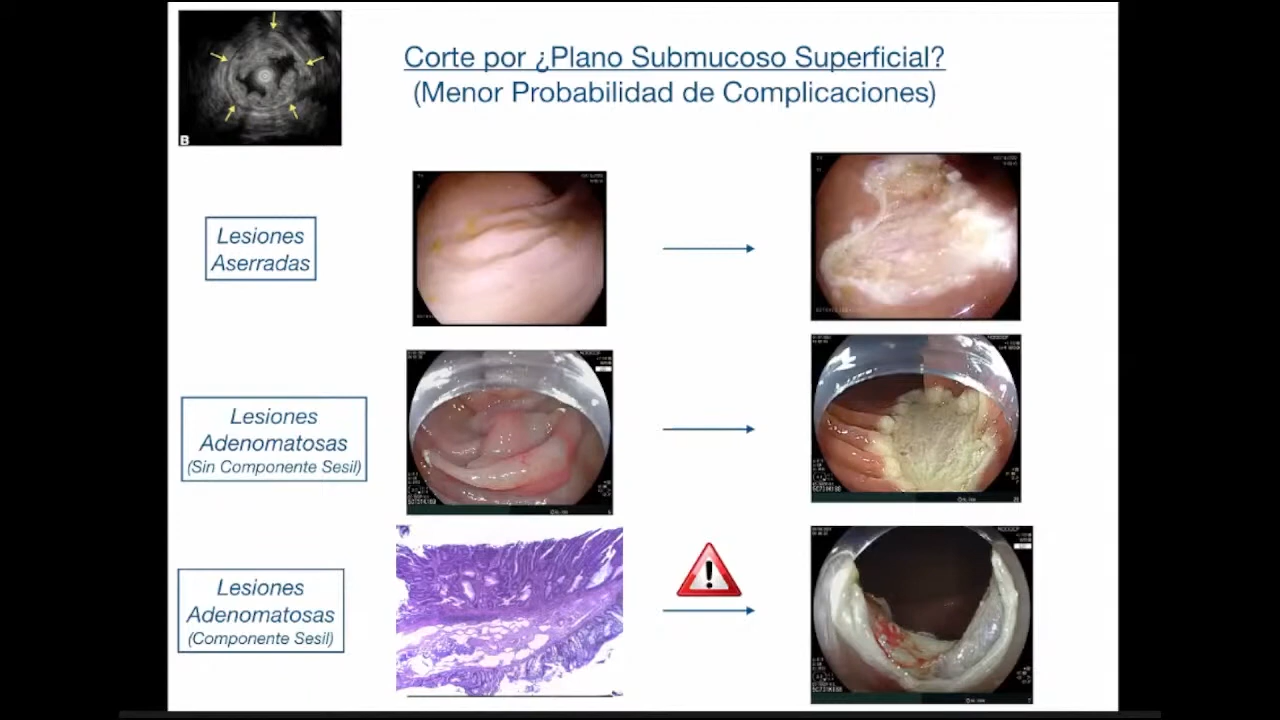 Corte por ¿Plano Submucoso Superficial?
(Menor Probabilidad de Complicaciones)
B
Lesiones
Aserradas
Lesiones
Adenomatosas
(Sin Componente Sesil)
Lesiones
Adenomatosas
(Componente Sesil)